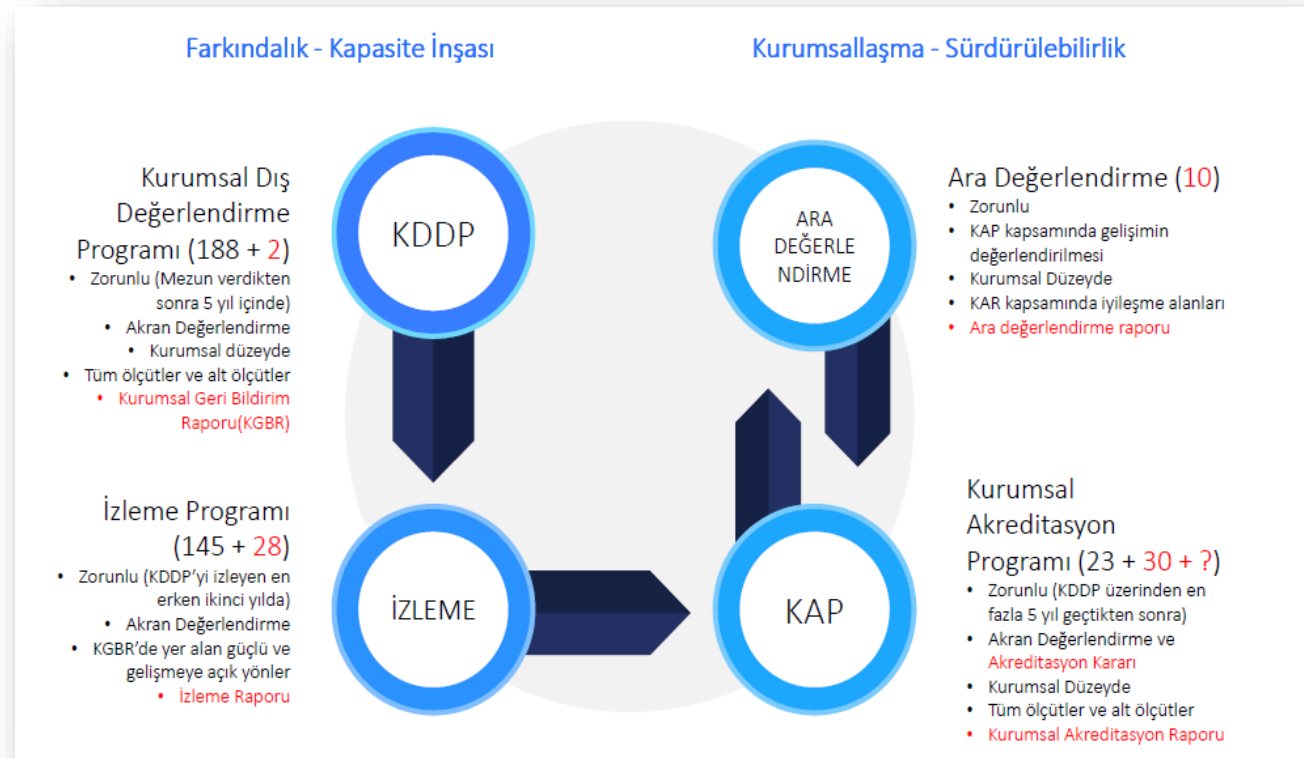 Farkındalık - Kapasite İnşası
Kurumsallaşma - Sürdürülebilirlik
Kurumsal Dış
Değerlendirme
Programı (188 + 2)
• Zorunlu (Mezun verdikten
sonra 5 yıl içinde)
• Akran Değerlendirme
• Kurumsal düzeyde
• Tüm ölçütler ve alt ölçütler
• Kurumsal Geri Bildirim
Raporu(KGBR)
KDDP
ARA
DEĞERLE
NDİRME
Ara Değerlendirme (10)
• Zorunlu
• KAP kapsamında gelişimin
değerlendirilmesi
• Kurumsal Düzeyde
• KAR kapsamında iyileşme alanları
• Ara değerlendirme raporu
İzleme Programı
(145 + 28)
• Zorunlu (KDDP’yi izleyen en
erken ikinci yılda)
• Akran Değerlendirme
• KGBR’de yer alan güçlü ve
gelişmeye açık yönler
• İzleme Raporu
İZLEME
KAP
Kurumsal
Akreditasyon
Programı (23 + 30 + ?)
• Zorunlu (KDDP üzerinden en
fazla 5 yıl geçtikten sonra)
• Akran Değerlendirme ve
Akreditasyon Kararı
• Kurumsal Düzeyde
• Tüm ölçütler ve alt ölçütler
• Kurumsal Akreditasyon Raporu